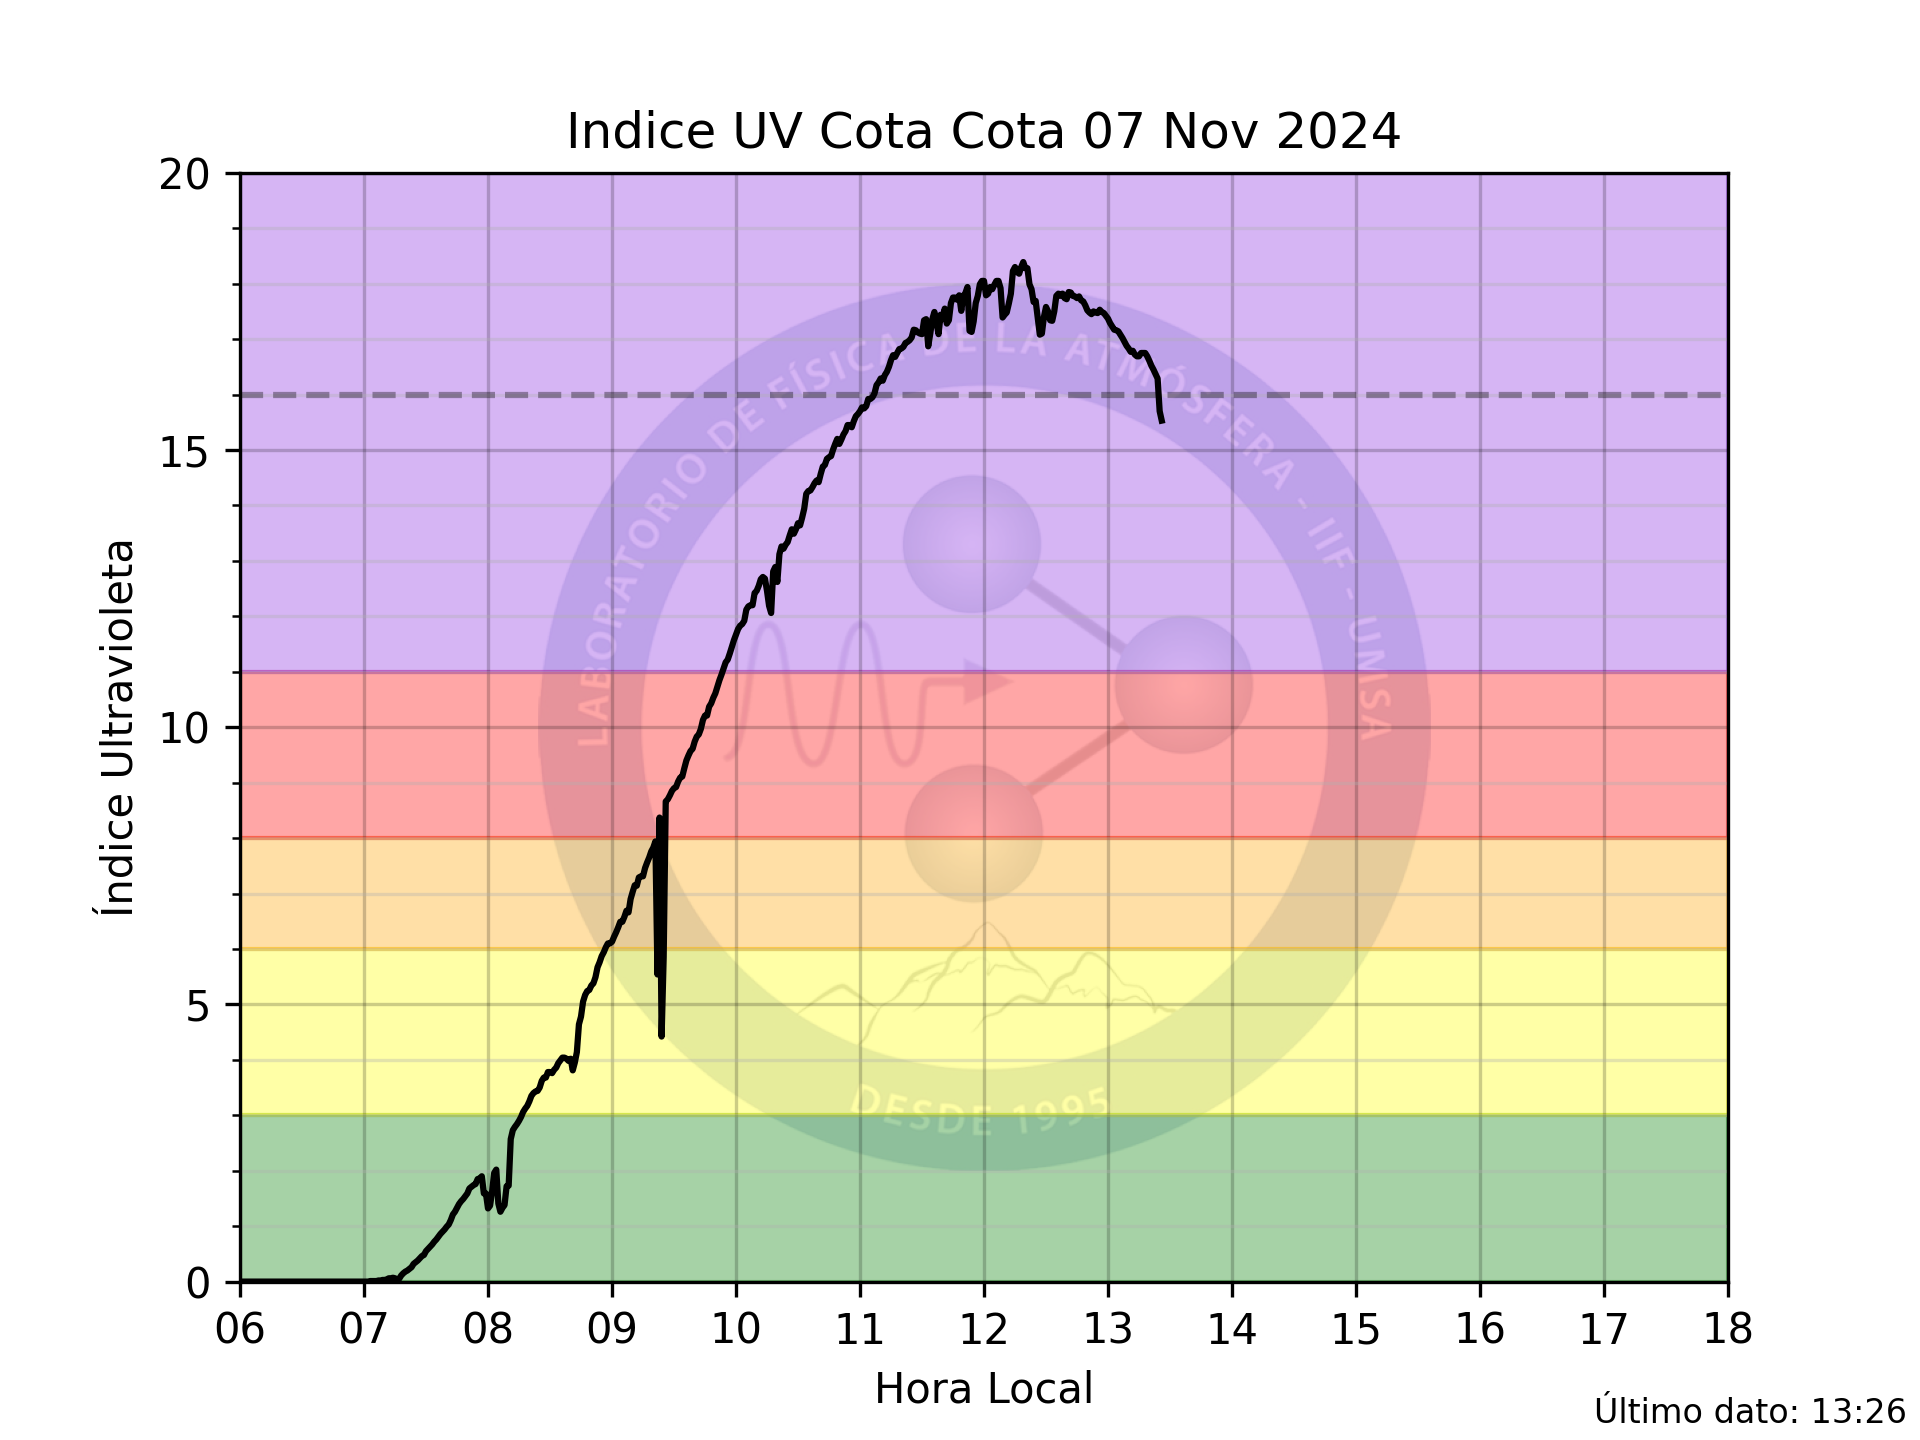 Indice UV Cota Cota 07 Nov 2024
20
15
10
5
0
Índice Ultravioleta
LABORATORIO DE FÍSICA DE LA ATMÓSFERA - IIF - UMSA
DESDE 1995
06 07 08 09 10 11 12 13 14 15 16 17 18
Hora Local
Último dato: 13:26